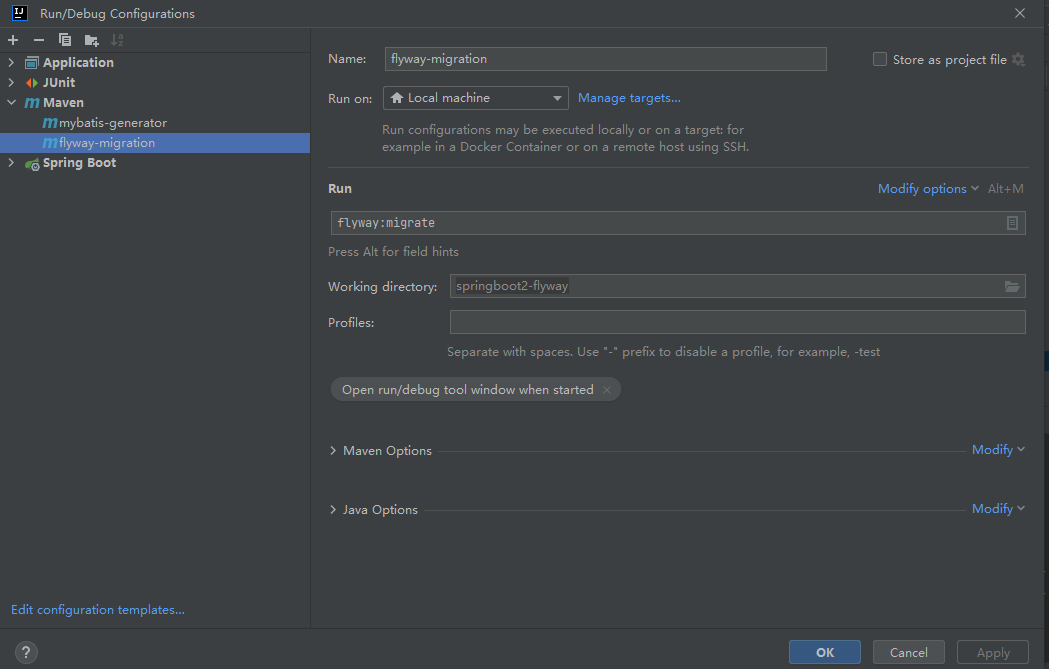 Run/Debug Configurations
Application
JUnit
Maven
mybatis-generator
flyway-migration
Spring Boot
Edit configuration templates...
Name: flyway-migration Store as project file
Run on: Local machine Manage targets...
Run configurations may be executed locally or on a target: for
example in a Docker Container or on a remote host using SSH.
Run Modify options Alt+M
flyway:migrate
Press Alt for field hints
Working directory: springboot2-flyway
Profiles:
Separate with spaces. Use "-" prefix to disable a profile, for example, -test
Open run/debug tool window when started
Maven Options Modify
Java Options Modify
? OK Cancel Apply